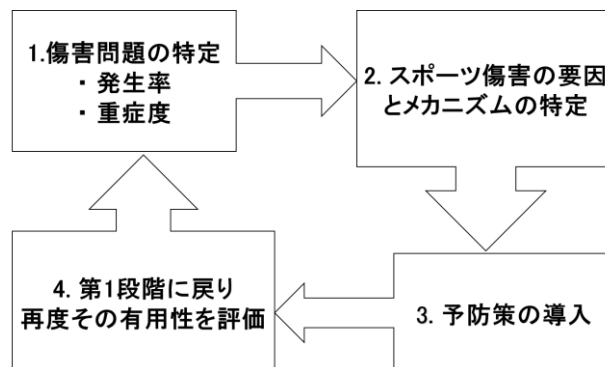 1.傷害問題の特定
・発生率
・重症度
2. スポーツ傷害の要因
とメカニズムの特定
4. 第1段階に戻り
再度その有用性を評価
3. 予防策の導入